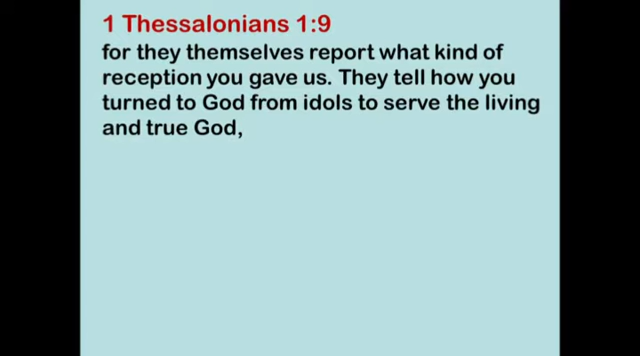 1 Thessalonians 1:9
for they themselves report what kind of
reception you gave us. They tell how you
turned to God from idols to serve the living
and true God,